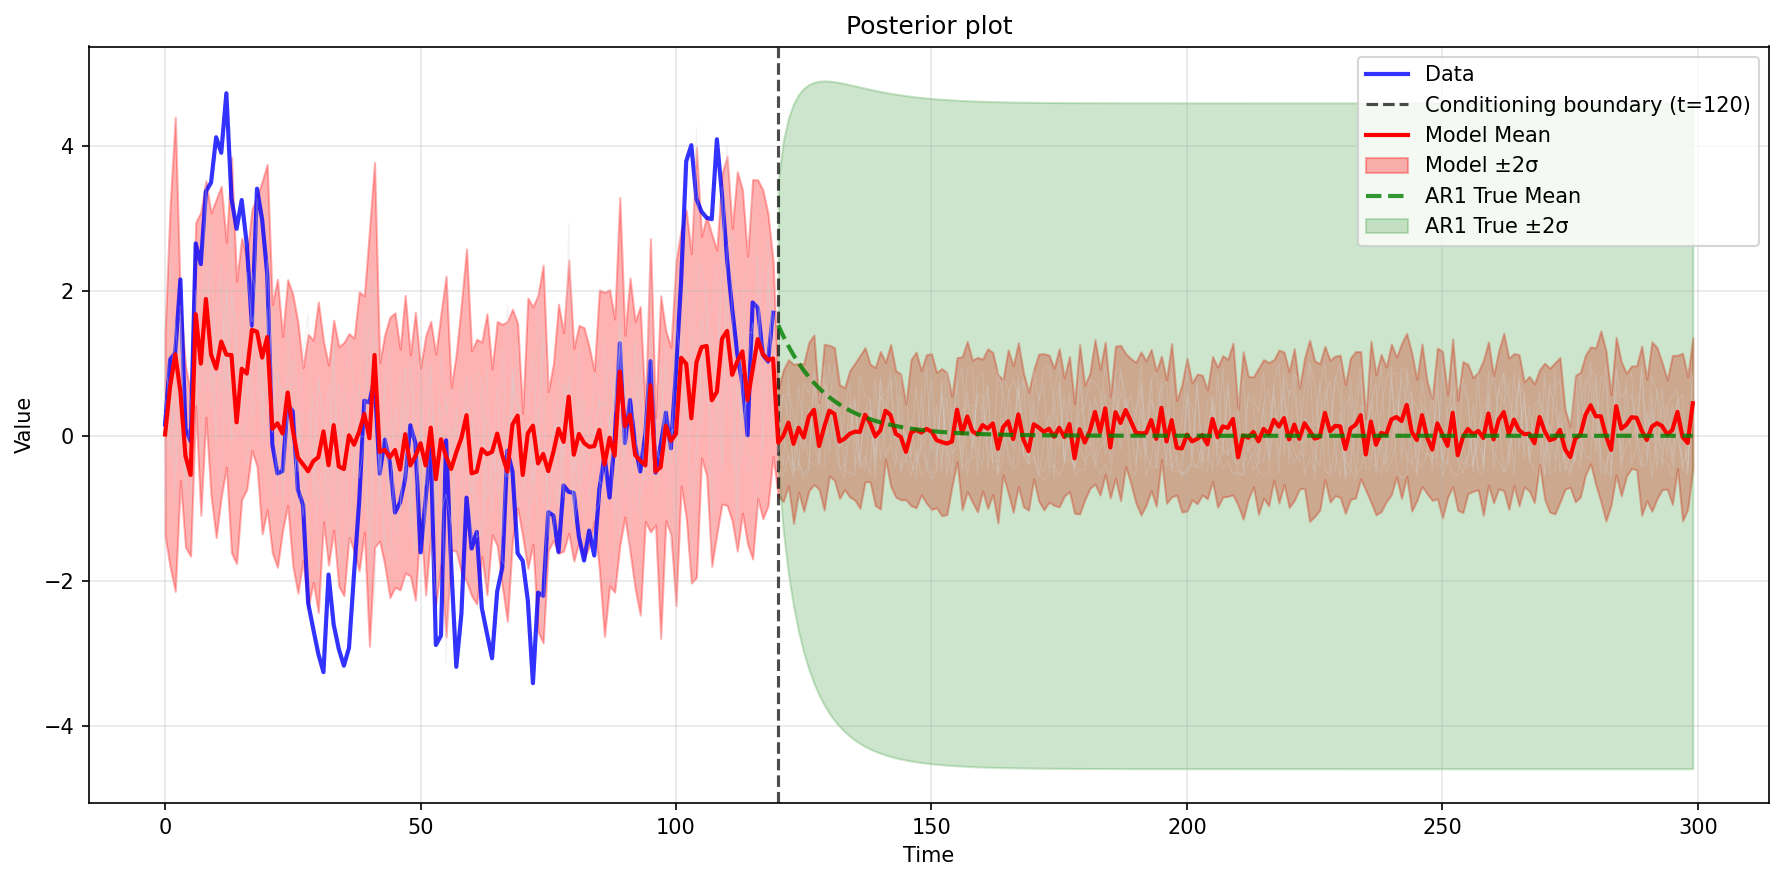 Posterior plot
Data
Conditioning boundary (t=120)
Model Mean
Model ±2σ
AR1 True Mean
AR1 True ±2σ
Value
4
2
0
−2
−4
0
50
100
150
200
250
300
Time